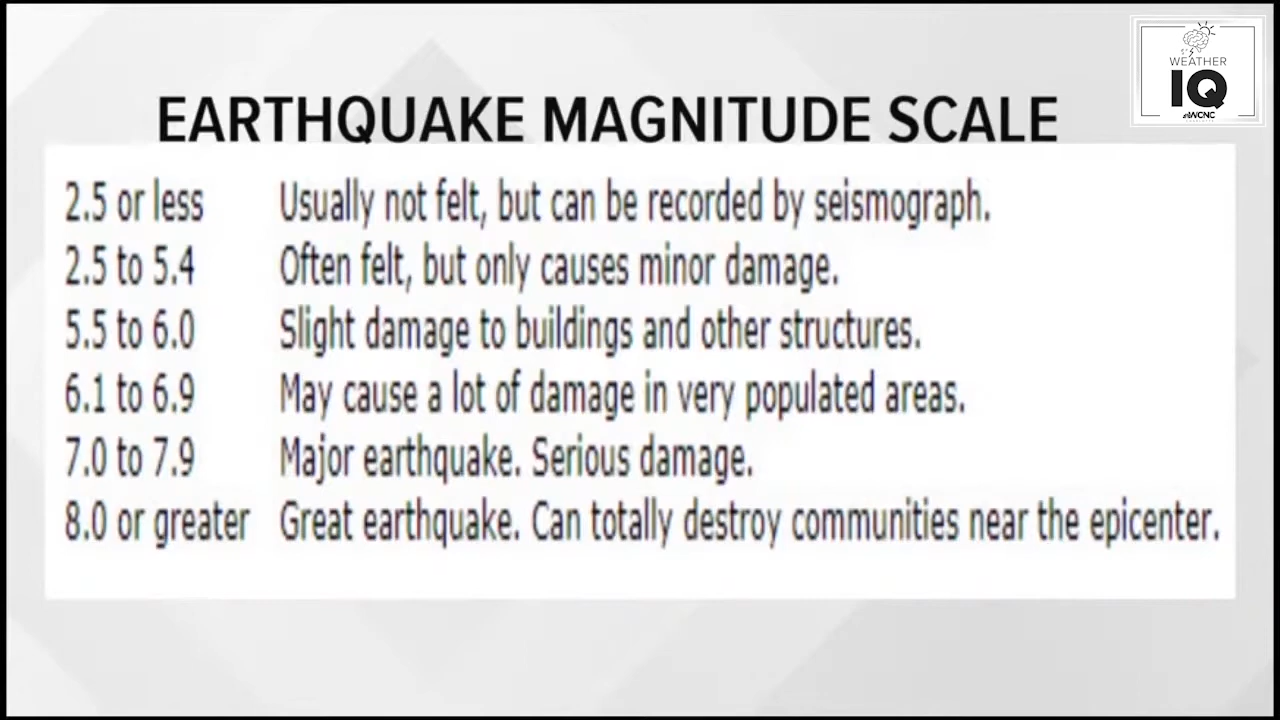 WEATHER
IQ
WCNC
EARTHQUAKE MAGNITUDE SCALE
2.5 or less Usually not felt, but can be recorded by seismograph.
2.5 to 5.4 Often felt, but only causes minor damage.
5.5 to 6.0 Slight damage to buildings and other structures.
6.1 to 6.9 May cause a lot of damage in very populated areas.
7.0 to 7.9 Major earthquake. Serious damage.
8.0 or greater Great earthquake. Can totally destroy communities near the epicenter.